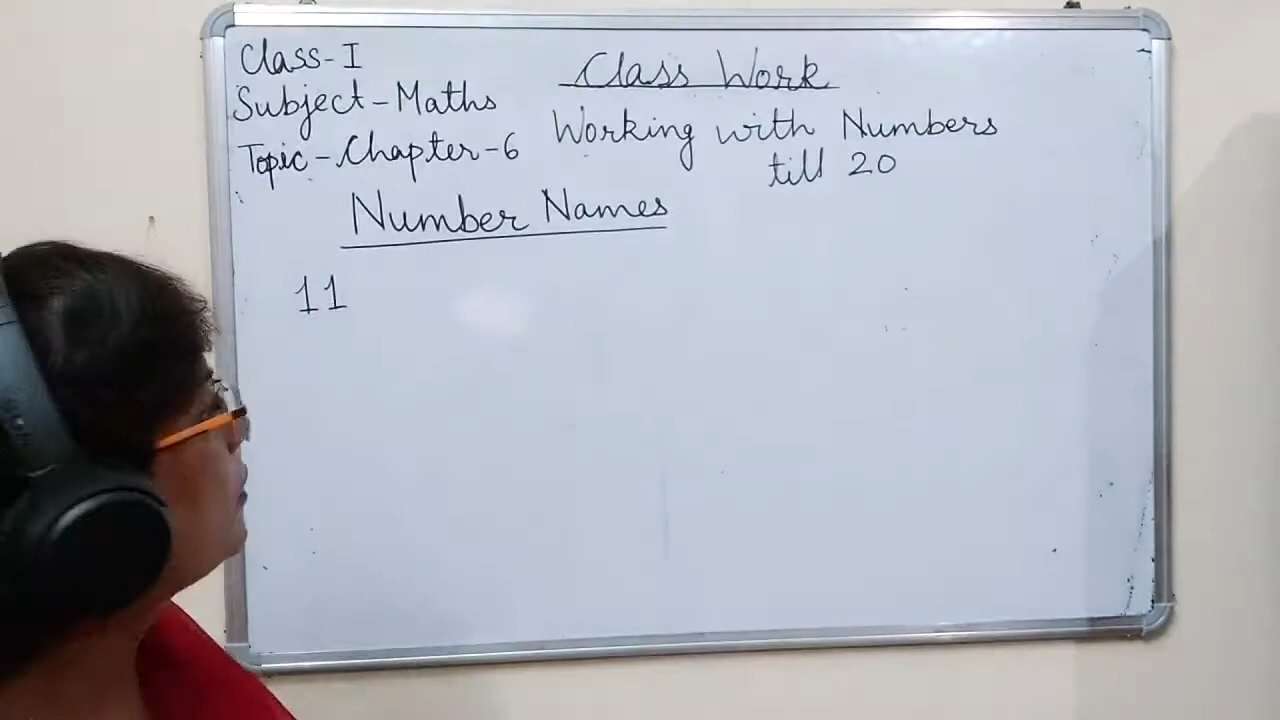 Class-I
Class Work
Subject-Maths
Topic-Chapter-6 Working with Numbers
till 20
Number Names
11